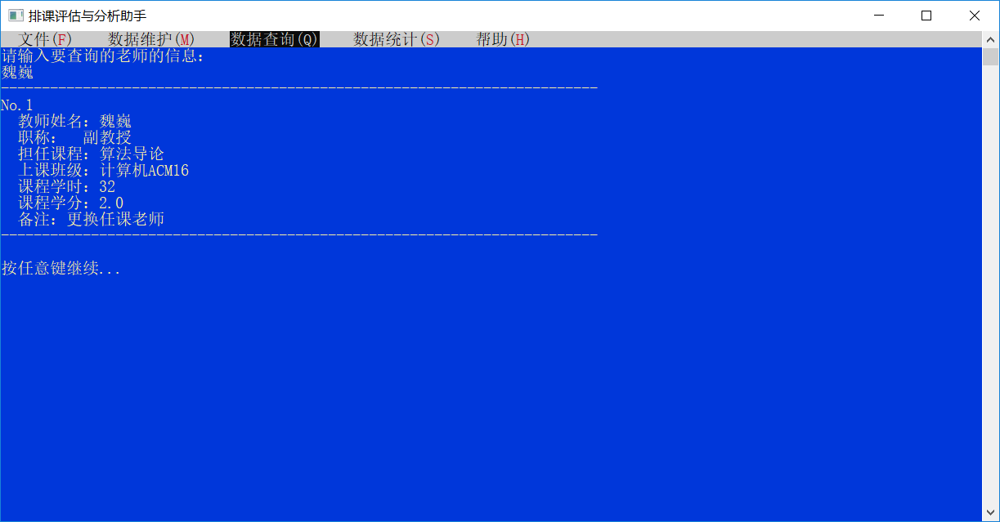 排课评估与分析助手
文件(F) 数据维护(M) 数据查询(Q) 数据统计(S) 帮助(H)
请输入要查询的老师的信息:
魏巍
-------------------------------------------------------------------------
No.1
教师姓名: 魏巍
职称: 副教授
担任课程: 算法导论
上课班级: 计算机ACM16
课程学时: 32
课程学分: 2.0
备注: 更换任课老师
-------------------------------------------------------------------------
按任意键继续...